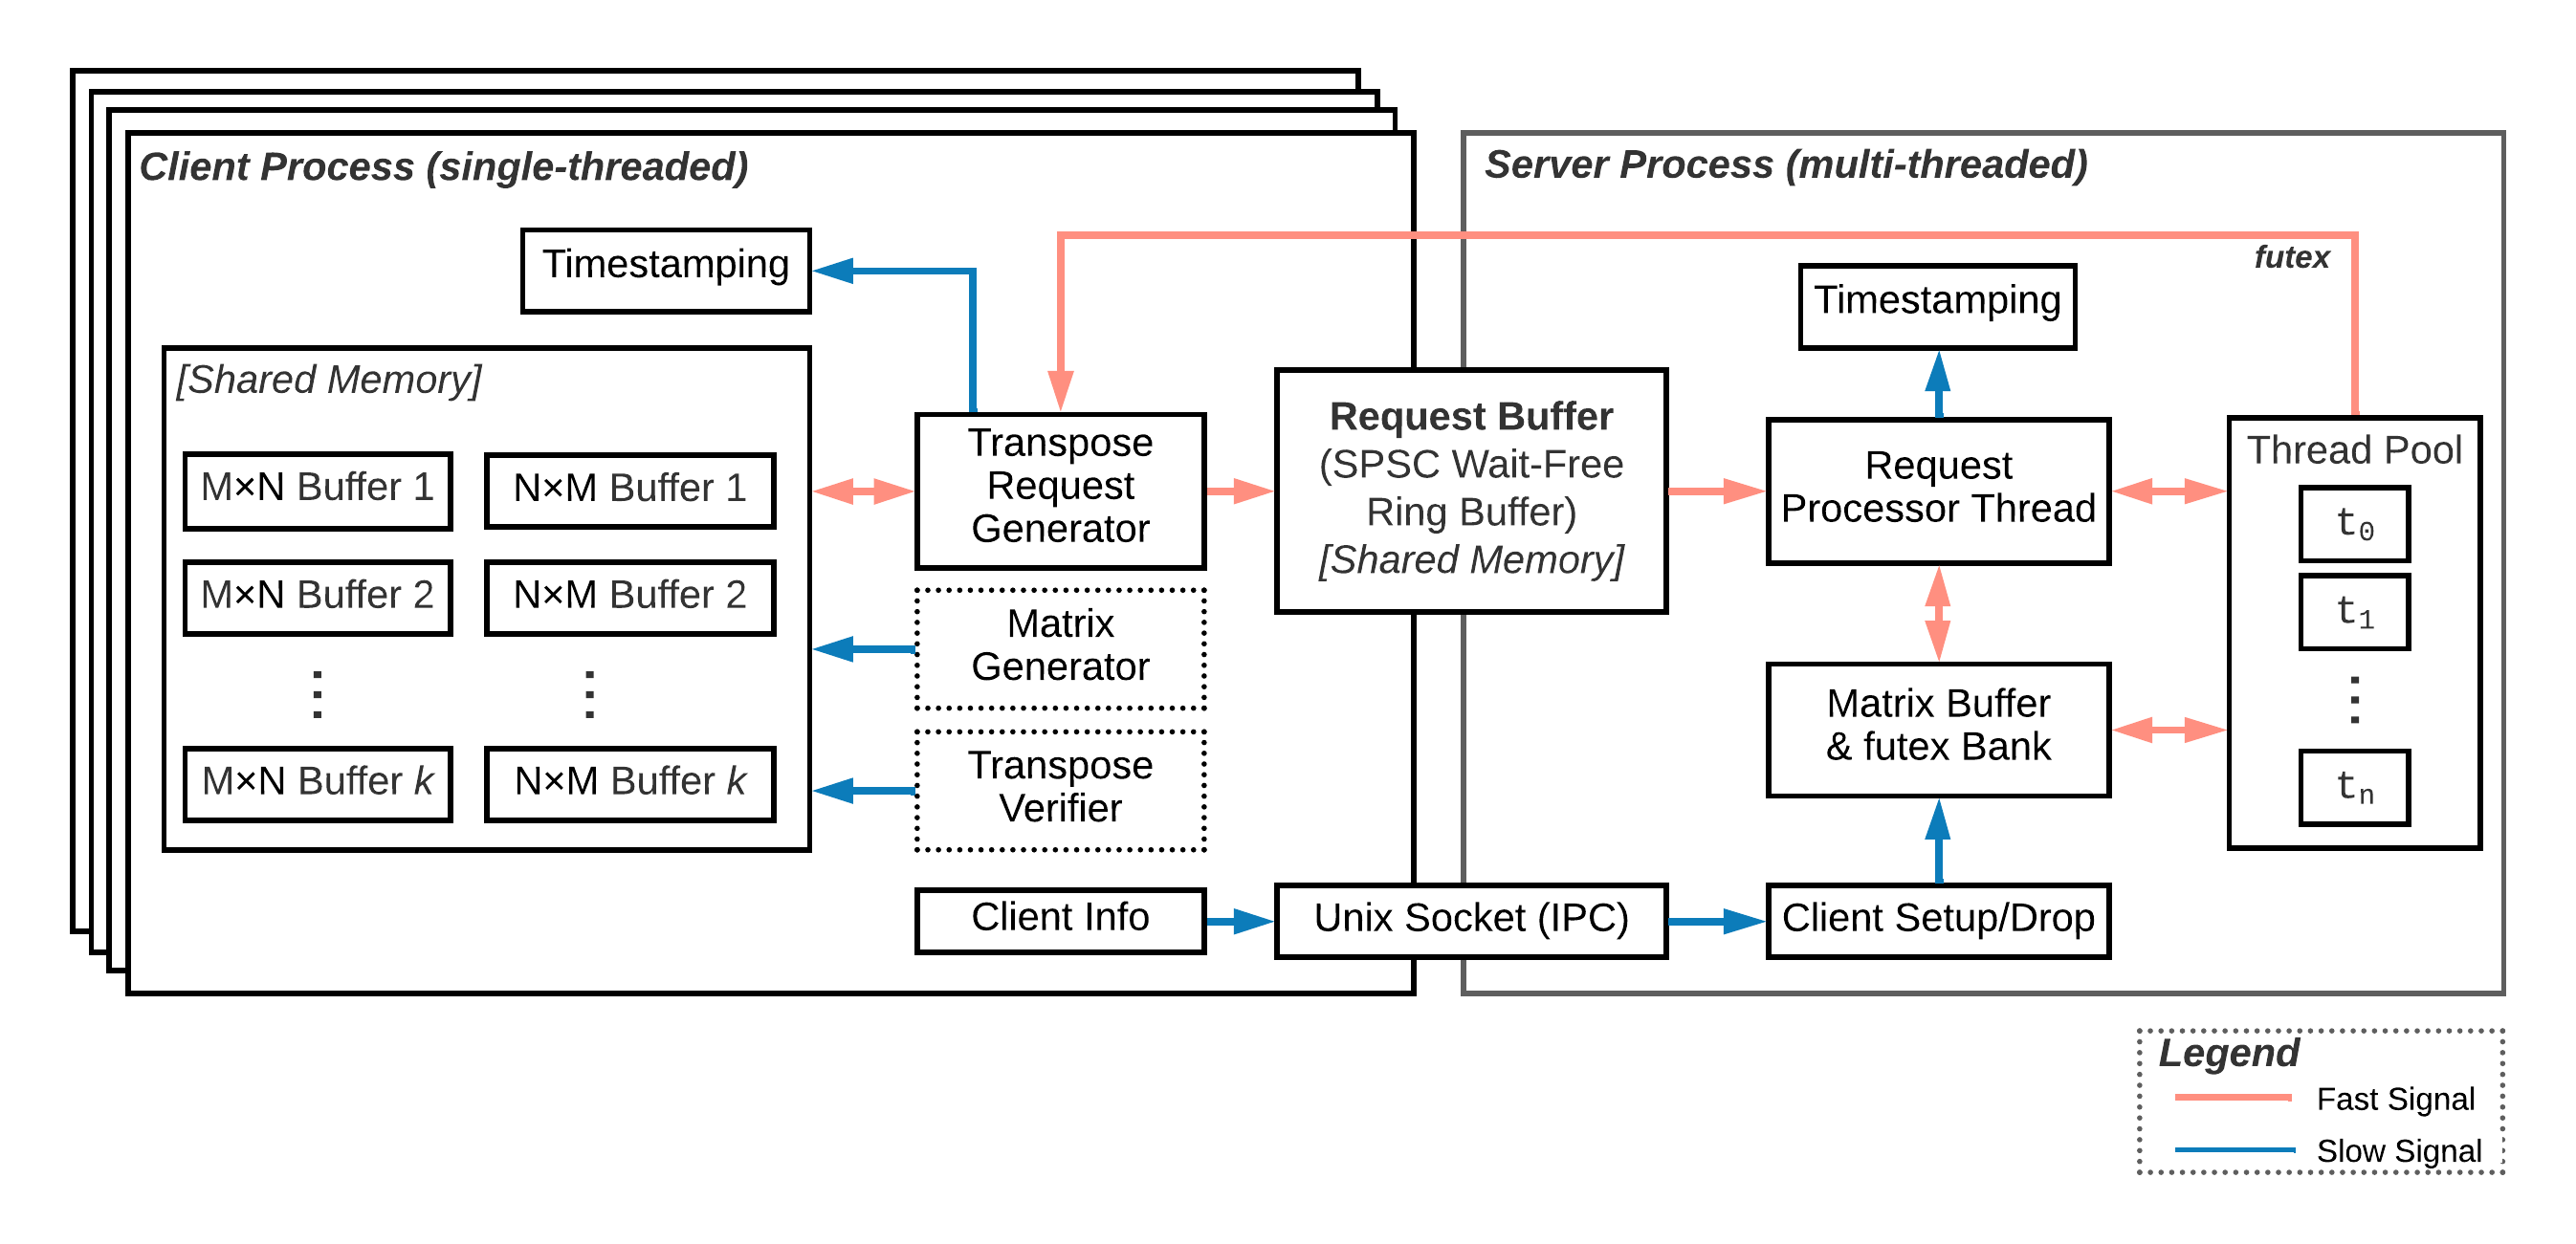 Client Process (single-threaded)
Timestamping
[Shared Memory]
M×N Buffer 1
N×M Buffer 1
M×N Buffer 2
N×M Buffer 2
⋮
⋮
M×N Buffer k
N×M Buffer k
Transpose
Request
Generator
Matrix
Generator
Transpose
Verifier
Client Info
Request Buffer
(SPSC Wait-Free
Ring Buffer)
[Shared Memory]
Unix Socket (IPC)
Server Process (multi-threaded)
futex
Timestamping
Request
Processor Thread
Matrix Buffer
& futex Bank
Client Setup/Drop
Thread Pool
t0
t1
⋮
tn
Legend
Fast Signal
Slow Signal